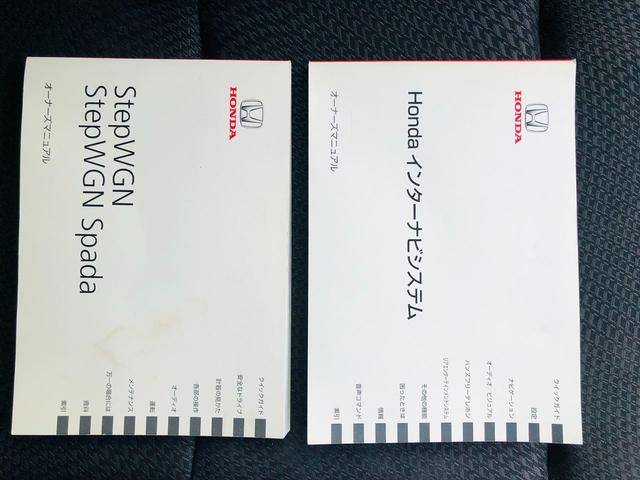 HONDA
StepWGN
StepWGN Spada
オーナーズマニュアル
クイックガイド
安全なドライブ
計器の見かた
各部の操作
オーディオ
運転
メンテナンス
万一の場合には
資料
索引
HONDA
Honda インターナビシステム
オーナーズマニュアル
クイックガイド
設定
ナビゲーション
オーディオ・ビジュアル
ハンズフリーテレホン
リアエンターテインメントシステム
その他の機能
困ったときは
情報
音声コマンド
索引